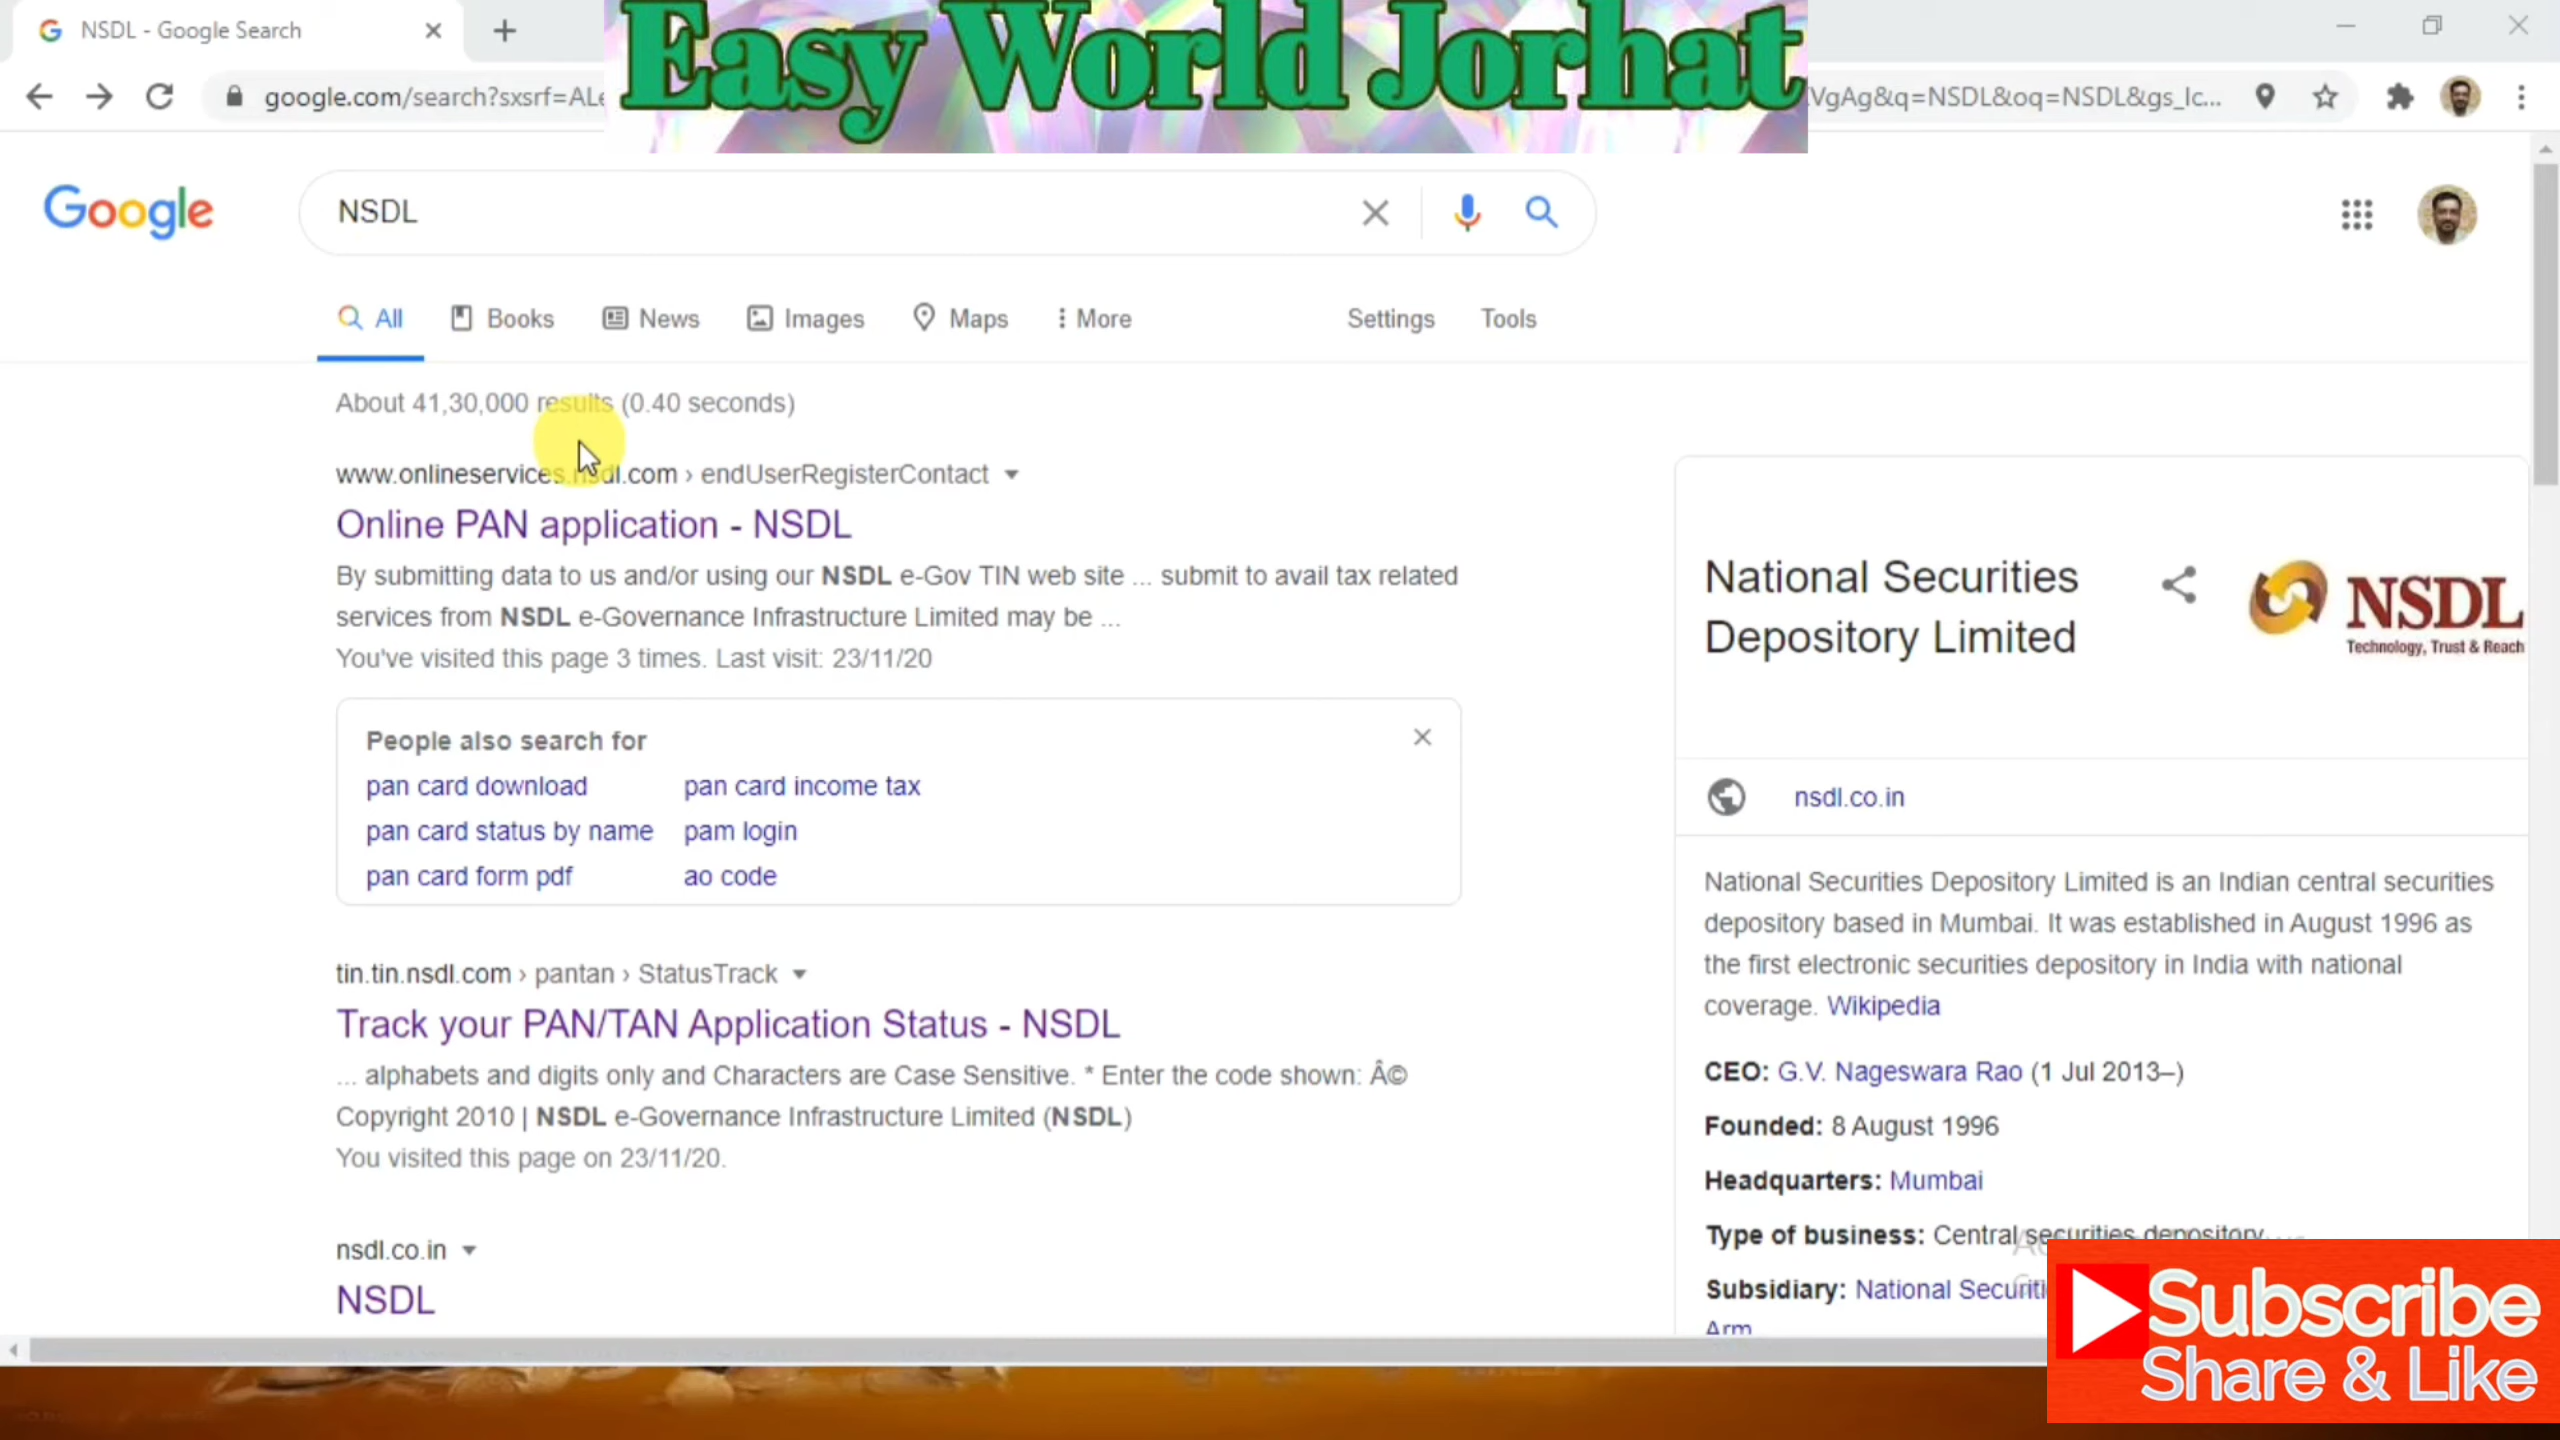 NSDL - Google Search
Easy World Jorhat
google.com/search?sxsrf=ALe
VgAg&q=NSDL&oq=NSDL&gs_lc...
Google
NSDL
All Books News Images Maps More Settings Tools
About 41,30,000 results (0.40 seconds)
www.onlineservices.nsdl.com › endUserRegisterContact
Online PAN application - NSDL
By submitting data to us and/or using our NSDL e-Gov TIN web site ... submit to avail tax related
services from NSDL e-Governance Infrastructure Limited may be ...
You've visited this page 3 times. Last visit: 23/11/20
People also search for
pan card download pan card income tax
pan card status by name pam login
pan card form pdf ao code
tin.tin.nsdl.com › pantan › StatusTrack
Track your PAN/TAN Application Status - NSDL
... alphabets and digits only and Characters are Case Sensitive. * Enter the code shown: Â©
Copyright 2010 | NSDL e-Governance Infrastructure Limited (NSDL)
You visited this page on 23/11/20.
nsdl.co.in
NSDL
National Securities
Depository Limited
NSDL
Technology, Trust & Reach
nsdl.co.in
National Securities Depository Limited is an Indian central securities
depository based in Mumbai. It was established in August 1996 as
the first electronic securities depository in India with national
coverage. Wikipedia
CEO: G.V. Nageswara Rao (1 Jul 2013–)
Founded: 8 August 1996
Headquarters: Mumbai
Type of business: Central securities depository
Subsidiary: National Securiti
Arm
Subscribe
Share & Like